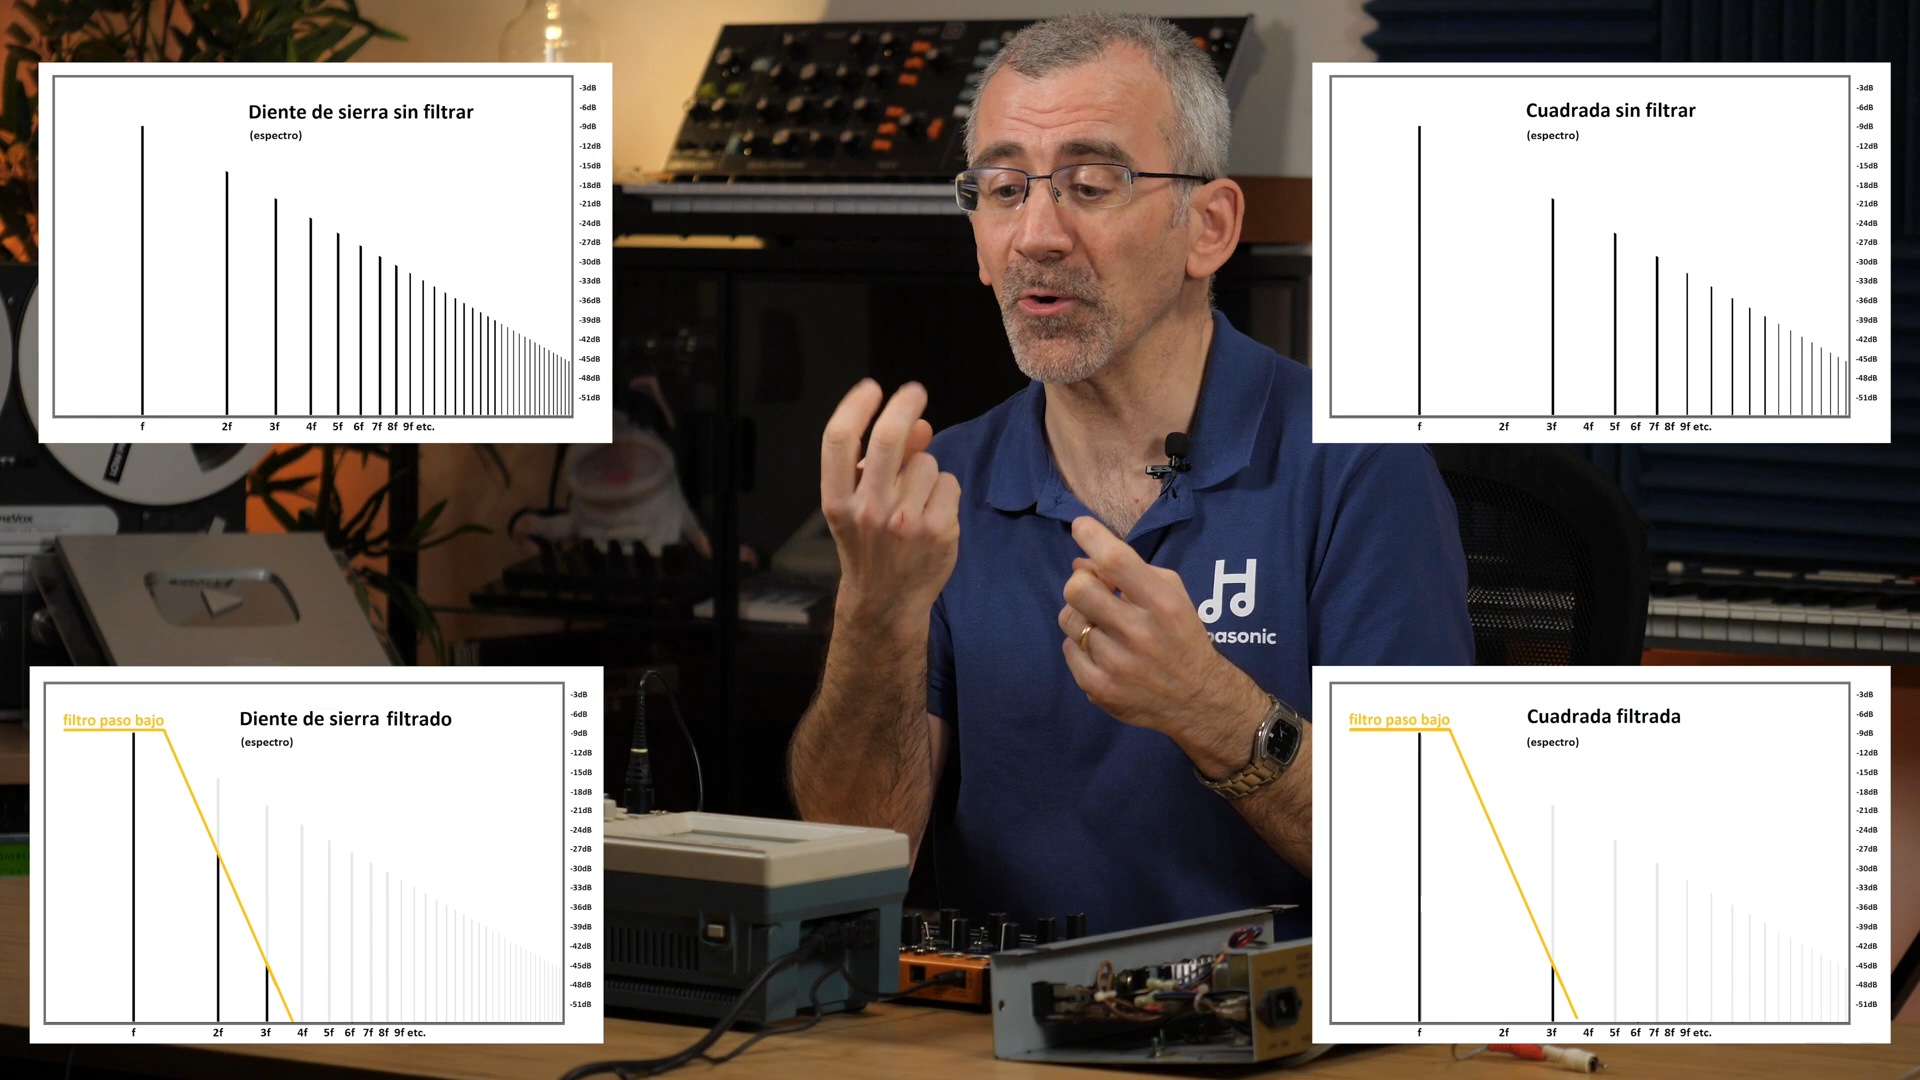 Diente de sierra sin filtrar
(espectro)
-3dB
-6dB
-9dB
-12dB
-15dB
-18dB
-21dB
-24dB
-27dB
-30dB
-33dB
-36dB
-39dB
-42dB
-45dB
-48dB
-51dB
f 2f 3f 4f 5f 6f 7f 8f 9f etc.
Cuadrada sin filtrar
(espectro)
-3dB
-6dB
-9dB
-12dB
-15dB
-18dB
-21dB
-24dB
-27dB
-30dB
-33dB
-36dB
-39dB
-42dB
-45dB
-48dB
-51dB
f 2f 3f 4f 5f 6f 7f 8f 9f etc.
pasonic
filtro paso bajo
Diente de sierra filtrado
(espectro)
-3dB
-6dB
-9dB
-12dB
-15dB
-18dB
-21dB
-24dB
-27dB
-30dB
-33dB
-36dB
-39dB
-42dB
-45dB
-48dB
-51dB
f 2f 3f 4f 5f 6f 7f 8f 9f etc.
filtro paso bajo
Cuadrada filtrada
(espectro)
-3dB
-6dB
-9dB
-12dB
-15dB
-18dB
-21dB
-24dB
-27dB
-30dB
-33dB
-36dB
-39dB
-42dB
-45dB
-48dB
-51dB
f 2f 3f 4f 5f 6f 7f 8f 9f etc.